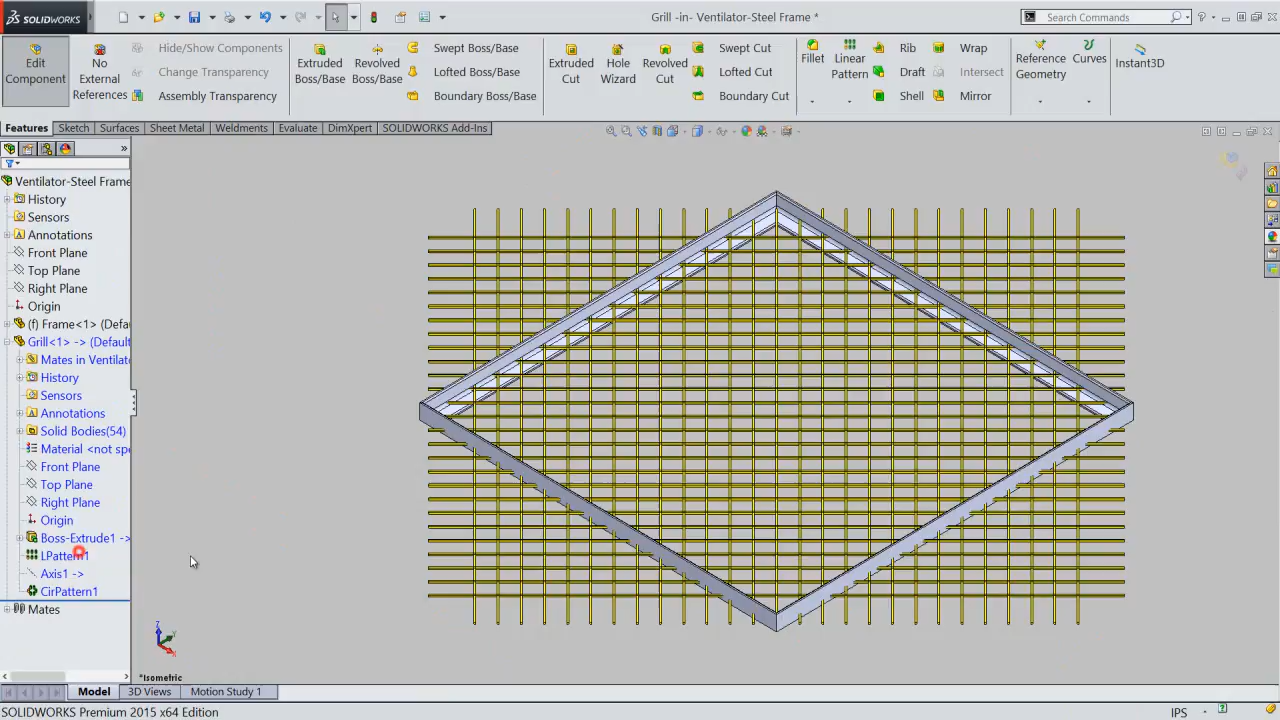 SOLIDWORKS
Grill -in- Ventilator-Steel Frame *
Search Commands
Edit Component
No External References
Hide/Show Components
Change Transparency
Assembly Transparency
Extruded Boss/Base
Revolved Boss/Base
Swept Boss/Base
Lofted Boss/Base
Boundary Boss/Base
Extruded Cut
Hole Wizard
Revolved Cut
Swept Cut
Lofted Cut
Boundary Cut
Fillet
Linear Pattern
Rib
Draft
Shell
Wrap
Intersect
Mirror
Reference Geometry
Curves
Instant3D
Features
Sketch
Surfaces
Sheet Metal
Weldments
Evaluate
DimXpert
SOLIDWORKS Add-Ins
Ventilator-Steel Frame
History
Sensors
Annotations
Front Plane
Top Plane
Right Plane
Origin
(f) Frame<1> (Defau
Grill<1> -> (Default
Mates in Ventilato
History
Sensors
Annotations
Solid Bodies(54)
Material <not spe
Front Plane
Top Plane
Right Plane
Origin
Boss-Extrude1 ->
LPattern1
Axis1 ->
CirPattern1
Mates
Z
Y
X
*Isometric
Model
3D Views
Motion Study 1
SOLIDWORKS Premium 2015 x64 Edition
IPS